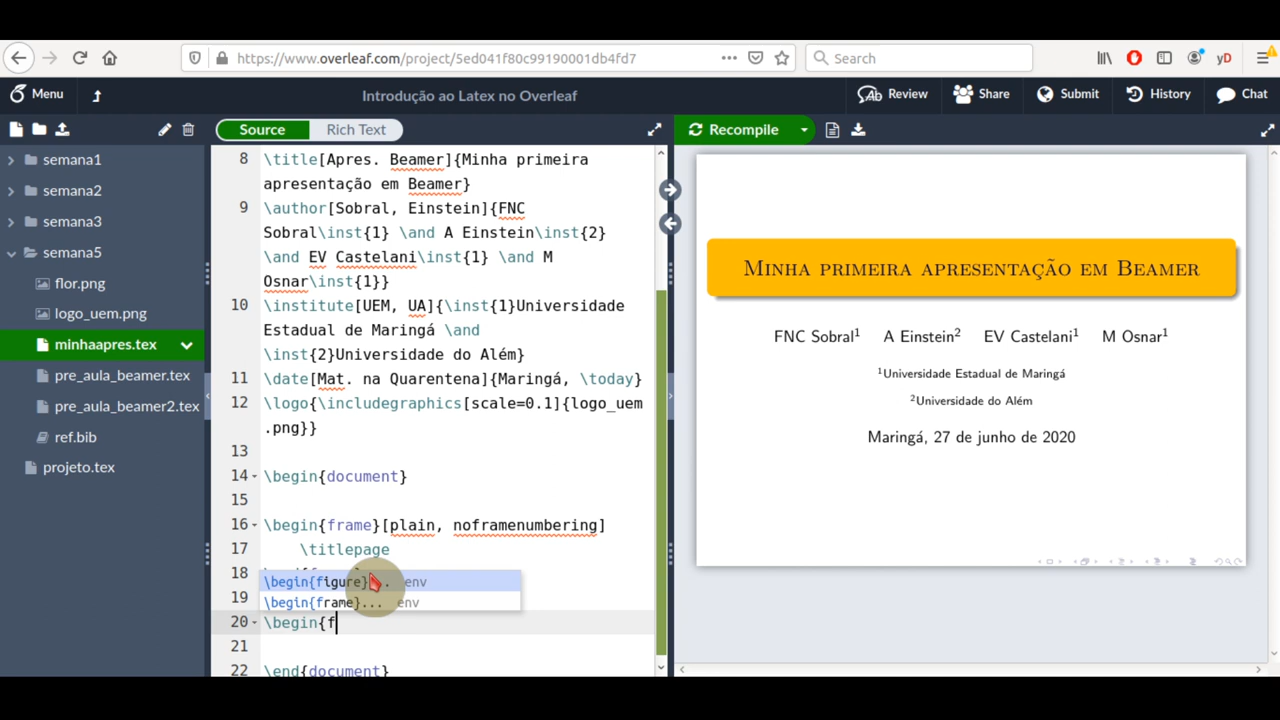 https://www.overleaf.com/project/5ed041f80c99190001db4fd7
Search
yD
Menu
Introdução ao Latex no Overleaf
Review
Share
Submit
History
Chat
Source
Rich Text
Recompile
semana1
semana2
semana3
semana5
flor.png
logo_uem.png
minhaapres.tex
pre_aula_beamer.tex
pre_aula_beamer2.tex
ref.bib
projeto.tex
8 \title[Apres. Beamer]{Minha primeira
apresentação em Beamer}
9 \author[Sobral, Einstein]{FNC
Sobral\inst{1} \and A Einstein\inst{2}
\and EV Castelani\inst{1} \and M
Osnar\inst{1}}
10 \institute[UEM, UA]{\inst{1}Universidade
Estadual de Maringá \and
\inst{2}Universidade do Além}
11 \date[Mat. na Quarentena]{Maringá, \today}
12 \logo{\includegraphics[scale=0.1]{logo_uem
.png}}
13
14 \begin{document}
15
16 \begin{frame}[plain, noframenumbering]
17 \titlepage
18
\begin{figure}... env
19
\begin{frame}... env
20 \begin{f
21
22 \end{document}
Minha primeira apresentação em Beamer
FNC Sobral1 A Einstein2 EV Castelani1 M Osnar1
1Universidade Estadual de Maringá
2Universidade do Além
Maringá, 27 de junho de 2020